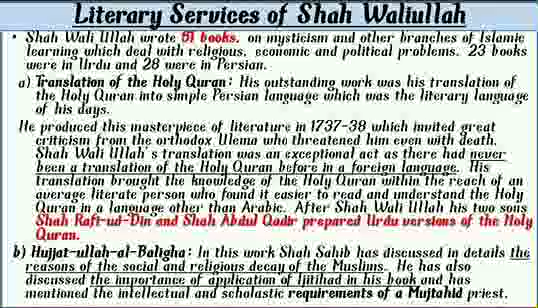 Literary Services of Shah Waliullah
• Shah Wali Ullah wrote 51 books, on mysticism and other branches of Islamic
learning which deal with religious, economic and political problems. 23 books
were in Urdu and 28 were in Persian.
a) Translation of the Holy Quran: His outstanding work was his translation of
the Holy Quran into simple Persian language which was the literary language
of his days.
He produced this masterpiece of literature in 1737-38 which invited great
criticism from the orthodox Ulema who threatened him even with death.
Shah Wali Ullah's translation was an exceptional act as there had never
been a translation of the Holy Quran before in a foreign language. His
translation brought the knowledge of the Holy Quran within the reach of an
average literate person who found it easier to read and understand the Holy
Quran in a language other than Arabic. After Shah Wali Ullah his two sons
Shah Rafi-ud-Din and Shah Abdul Qadir prepared Urdu versions of the Holy
Quran.
b) Hujjat-ullah-al-Baligha: In this work Shah Sahib has discussed in details the
reasons of the social and religious decay of the Muslims. He has also
discussed the importance of application of Ijtihad in his book and has
mentioned the intellectual and scholastic requirements of a Mujtahid priest.